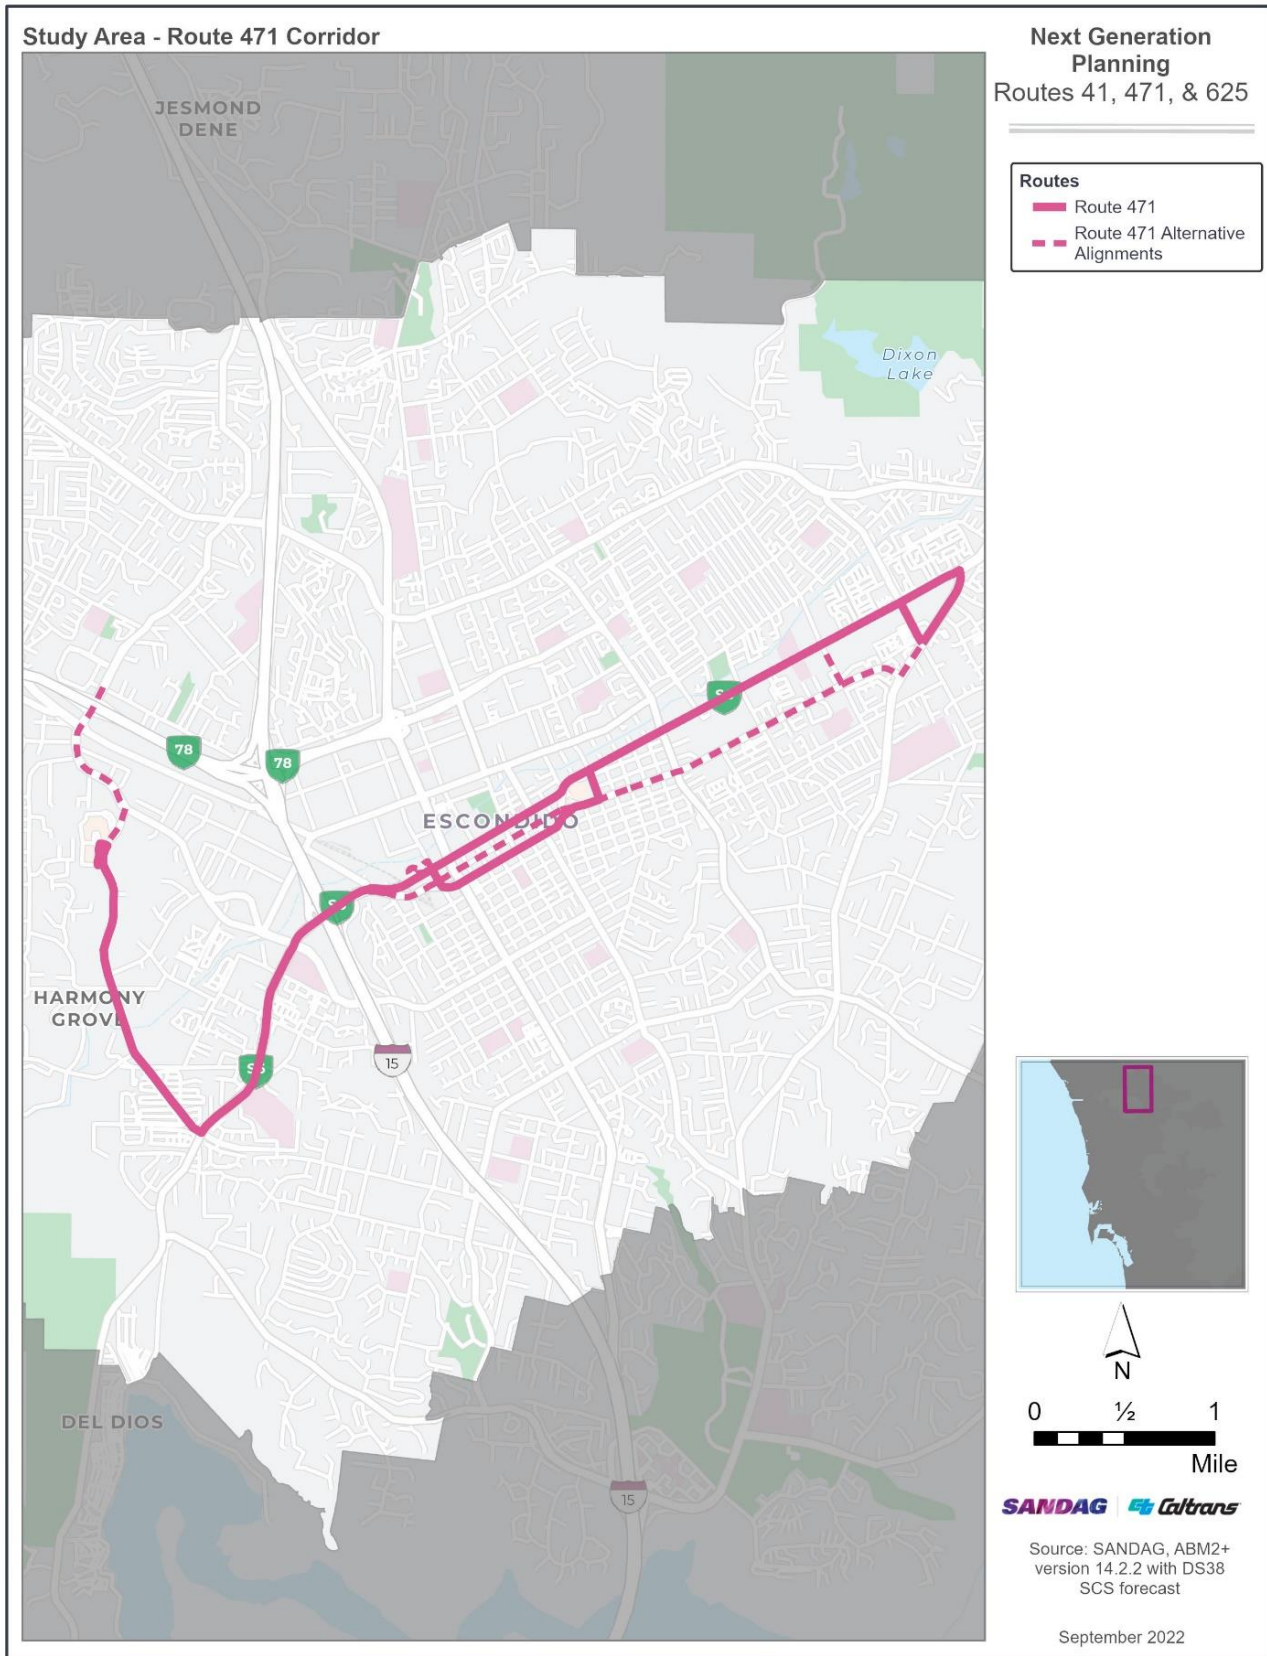 Study Area - Route 471 Corridor
Next Generation
Planning
Routes 41, 471, & 625
Routes
Route 471
Route 471 Alternative
Alignments
JESMOND
DENE
Dixon
Lake
78
78
ESCONDIDO
HARMONY
GROVE
15
DEL DIOS
15
N
0 ½ 1
Mile
SANDAG Caltrans
Source: SANDAG, ABM2+
version 14.2.2 with DS38
SCS forecast
September 2022